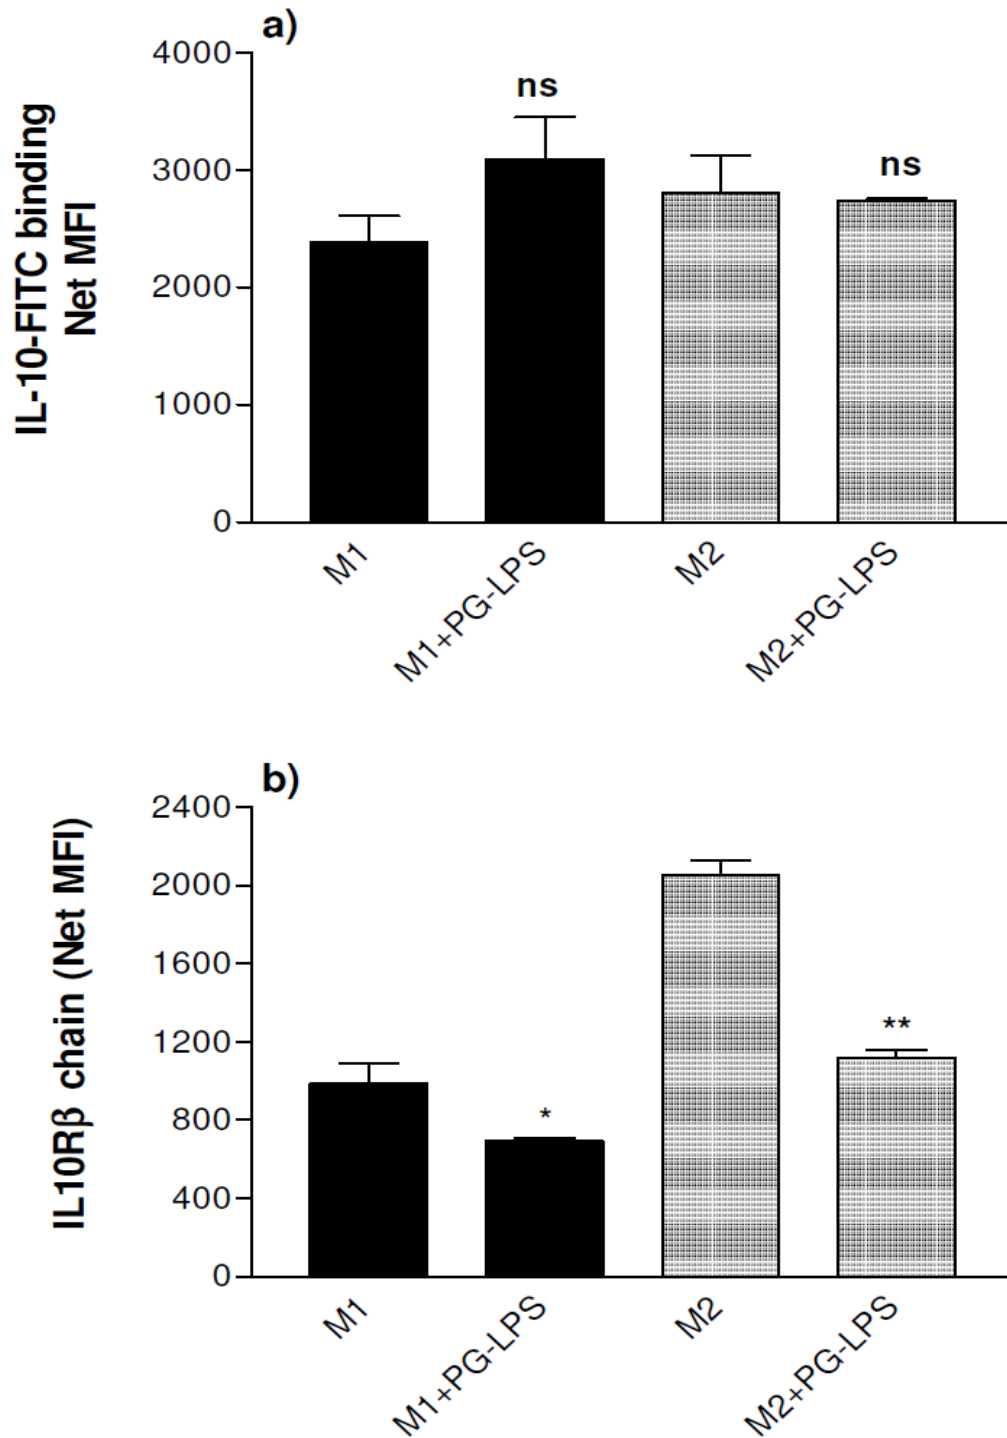 a)
IL-10-FITC binding
Net MFI
4000
3000
2000
1000
0
ns
ns
M1
M1+PG-LPS
M2
M2+PG-LPS
b)
IL10Rβ chain (Net MFI)
2400
2000
1600
1200
800
400
0
*
**
M1
M1+PG-LPS
M2
M2+PG-LPS